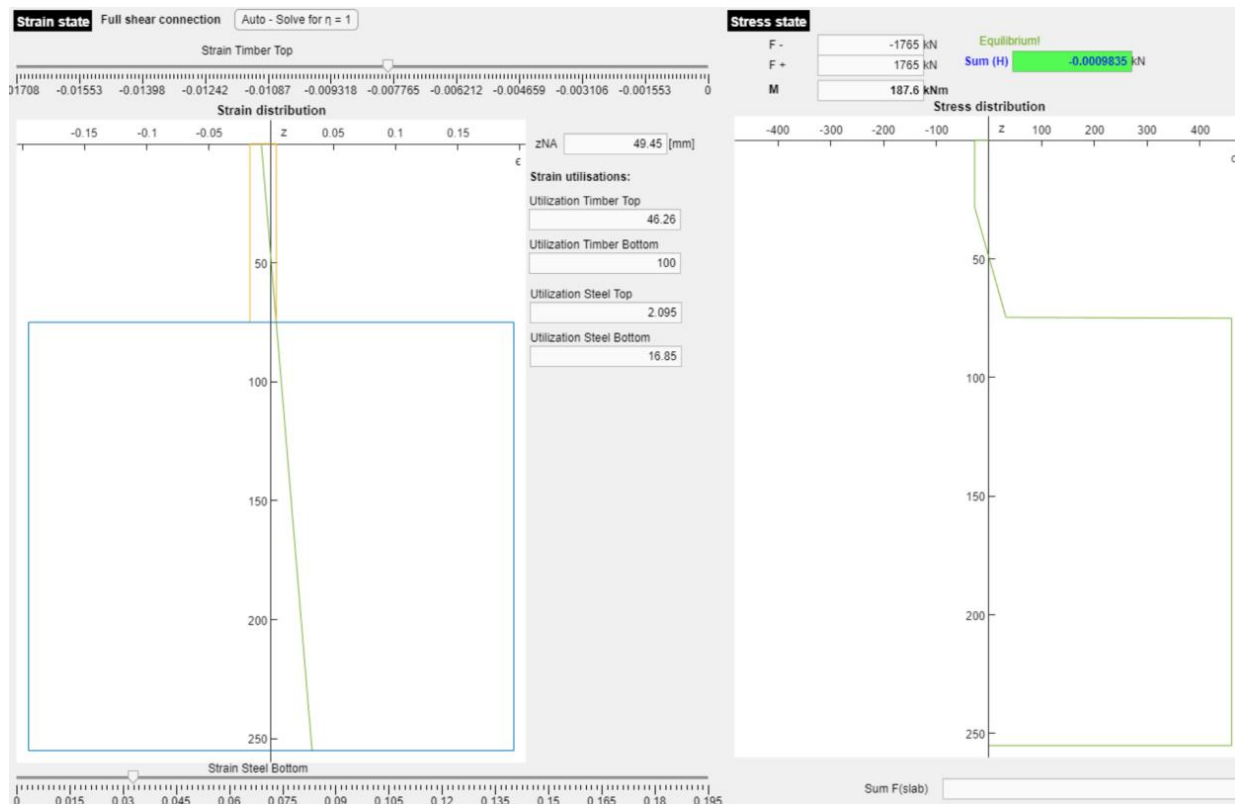 Strain state Full shear connection Auto - Solve for η = 1
Strain Timber Top
01708 -0.01553 -0.01398 -0.01242 -0.01087 -0.009318 -0.007765 -0.006212 -0.004659 -0.003106 -0.001553 0
Strain distribution
-0.15 -0.1 -0.05 z 0.05 0.1 0.15
ϵ
50
100
150
200
250
zNA 49.45 [mm]
Strain utilisations:
Utilization Timber Top
46.26
Utilization Timber Bottom
100
Utilization Steel Top
2.095
Utilization Steel Bottom
16.85
Strain Steel Bottom
0 0.015 0.03 0.045 0.06 0.075 0.09 0.105 0.12 0.135 0.15 0.165 0.18 0.195
Stress state
F - -1765 kN
F + 1765 kN
M 187.6 kNm
Equilibrium!
Sum (H) -0.0009835 kN
Stress distribution
-400 -300 -200 -100 z 100 200 300 400
50
100
150
200
250
Sum F(slab)